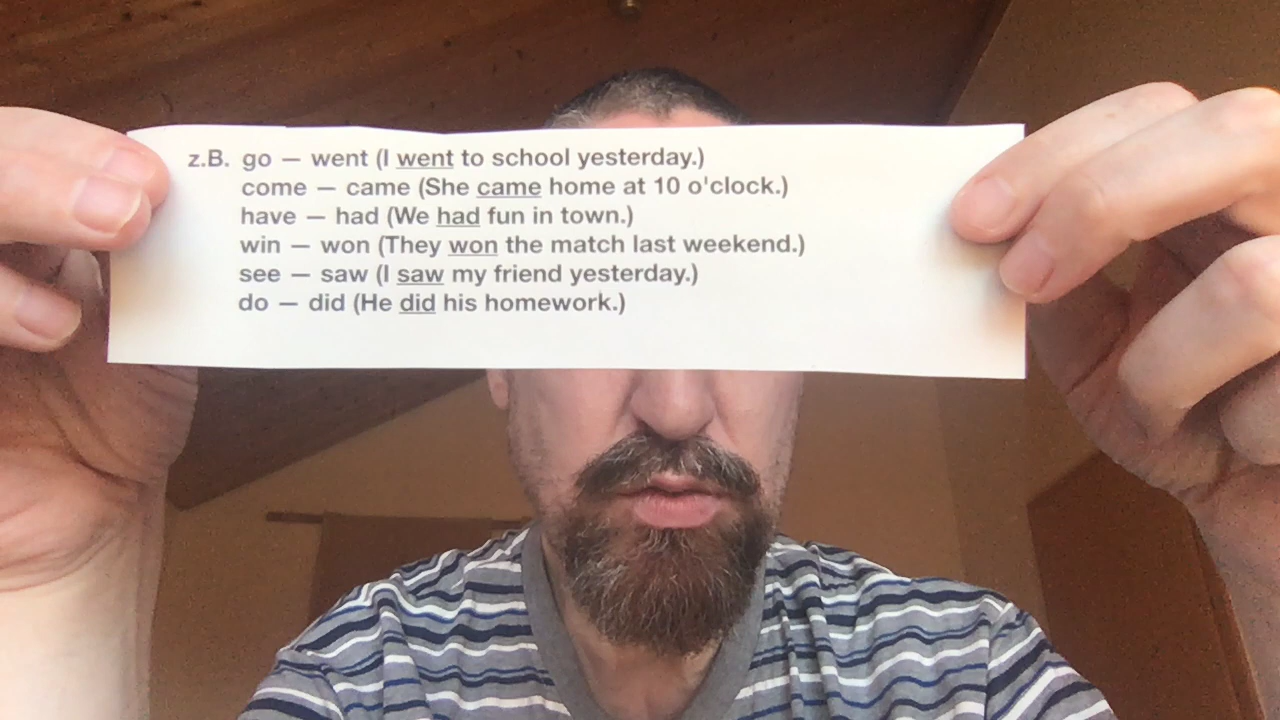 z.B. go — went (I went to school yesterday.)
come — came (She came home at 10 o'clock.)
have — had (We had fun in town.)
win — won (They won the match last weekend.)
see — saw (I saw my friend yesterday.)
do — did (He did his homework.)